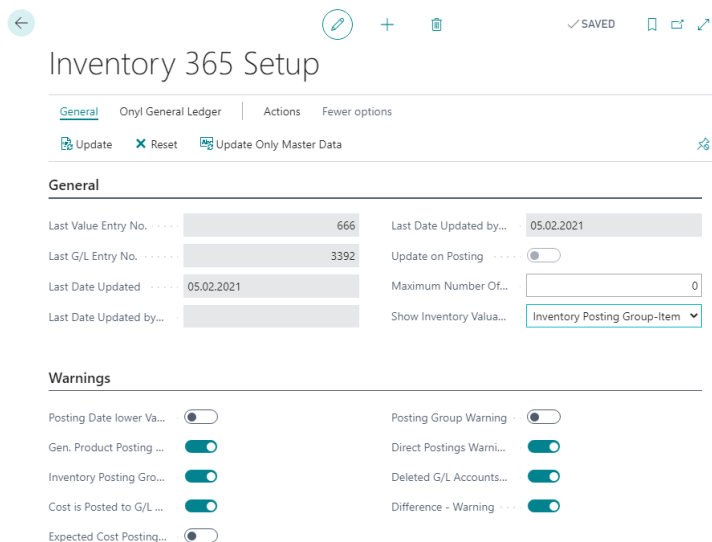 SAVED
Inventory 365 Setup
General Onyl General Ledger Actions Fewer options
Update Reset Update Only Master Data
General
Last Value Entry No. 666
Last G/L Entry No. 3392
Last Date Updated 05.02.2021
Last Date Updated by...
Last Date Updated by... 05.02.2021
Update on Posting
Maximum Number Of... 0
Show Inventory Valua... Inventory Posting Group-Item
Warnings
Posting Date lower Va...
Gen. Product Posting ...
Inventory Posting Gro...
Cost is Posted to G/L ...
Expected Cost Posting...
Posting Group Warning
Direct Postings Warni...
Deleted G/L Accounts...
Difference - Warning